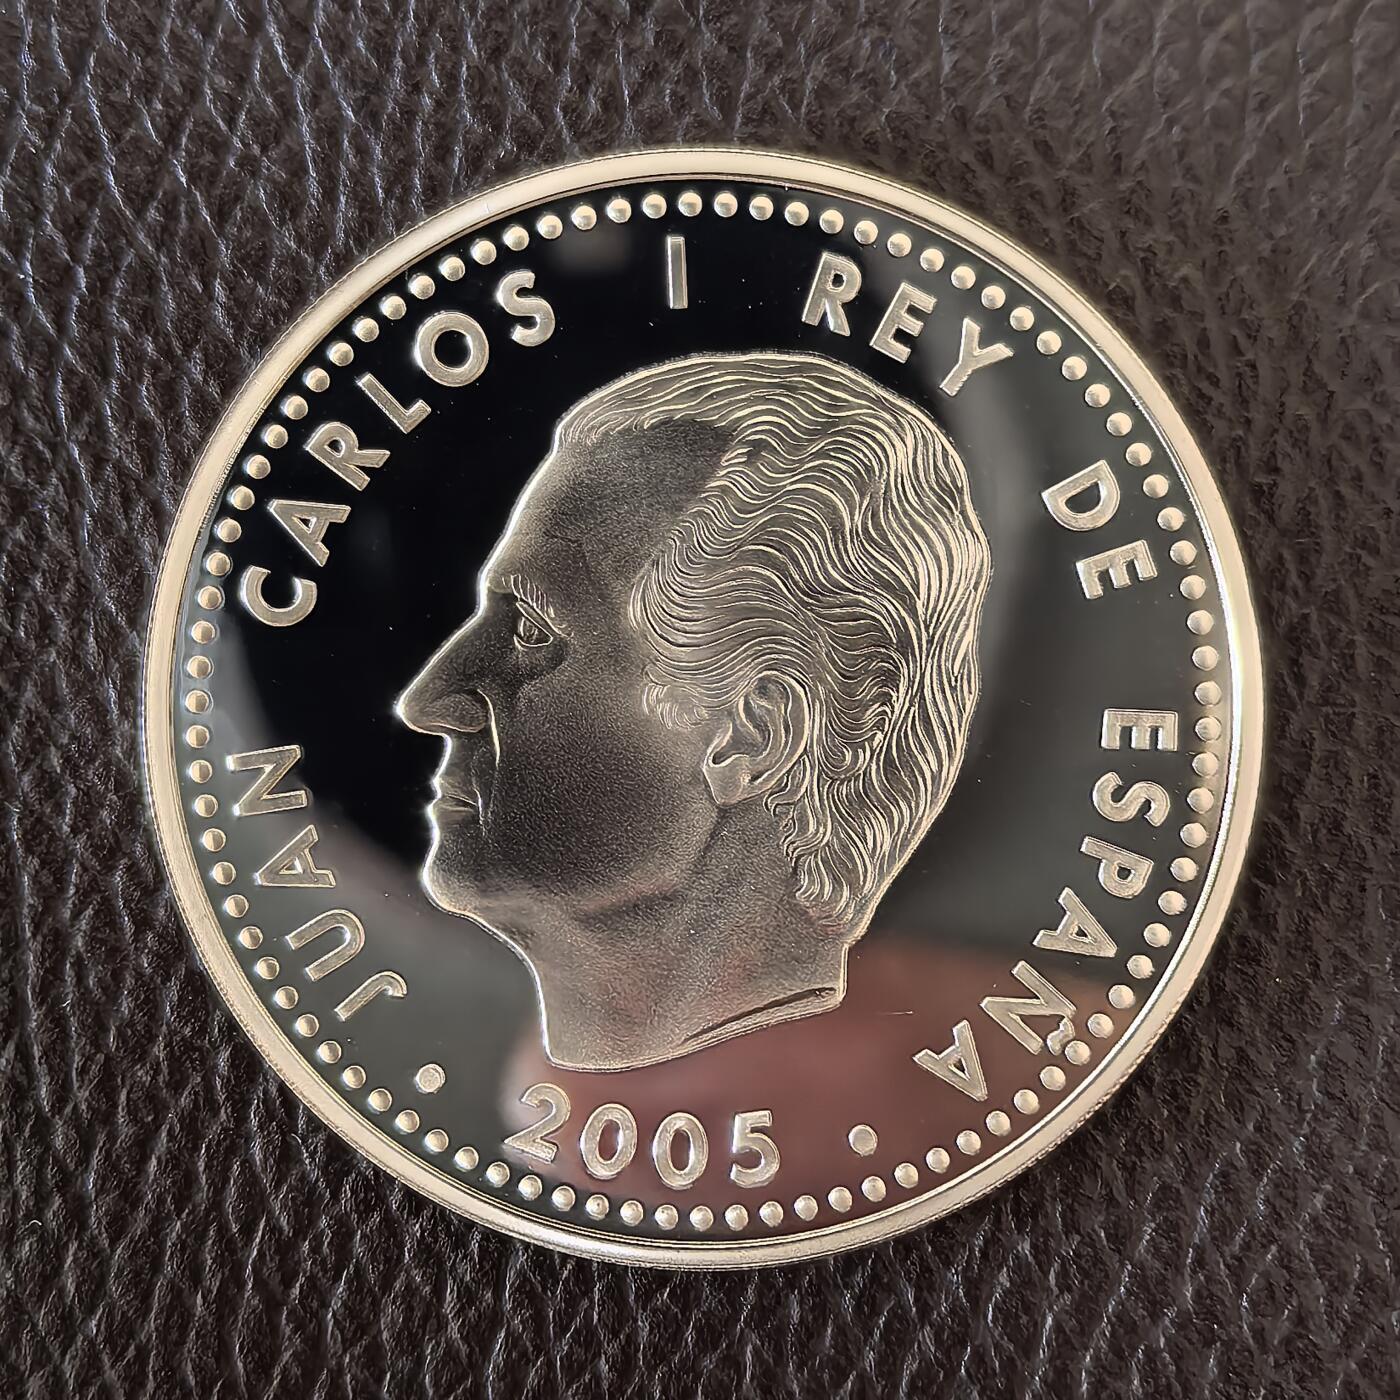 JUAN CARLOS I REY DE ESPAÑA
• 2005 •